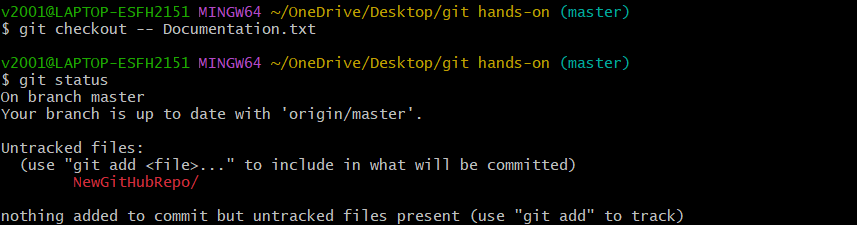 v2001@LAPTOP-ESFH2151 MINGW64 ~/OneDrive/Desktop/git hands-on (master)
$ git checkout -- Documentation.txt
v2001@LAPTOP-ESFH2151 MINGW64 ~/OneDrive/Desktop/git hands-on (master)
$ git status
On branch master
Your branch is up to date with 'origin/master'.
Untracked files:
  (use "git add <file>..." to include in what will be committed)
        NewGitHubRepo/
nothing added to commit but untracked files present (use "git add" to track)